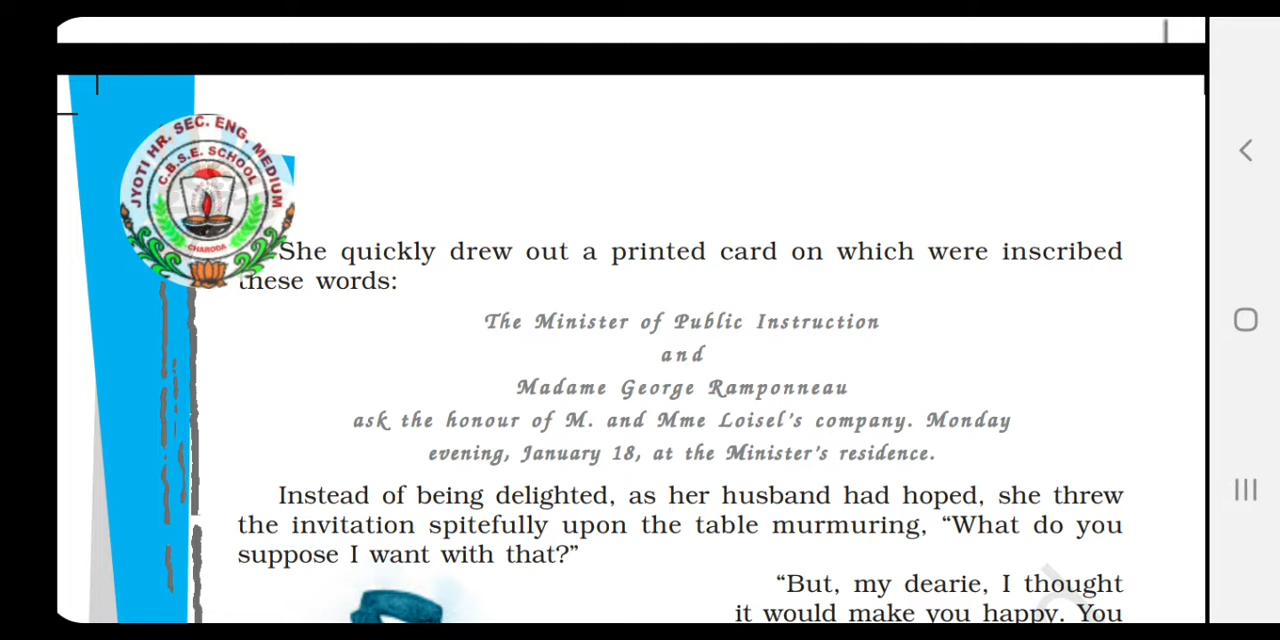 JYOTI HR. SEC. ENG. MEDIUM
C.B.S.E. SCHOOL
CHARODA
She quickly drew out a printed card on which were inscribed
these words:
The Minister of Public Instruction
and
Madame George Ramponneau
ask the honour of M. and Mme Loisel's company. Monday
evening, January 18, at the Minister's residence.
Instead of being delighted, as her husband had hoped, she threw
the invitation spitefully upon the table murmuring, “What do you
suppose I want with that?”
“But, my dearie, I thought
it would make you happy. You